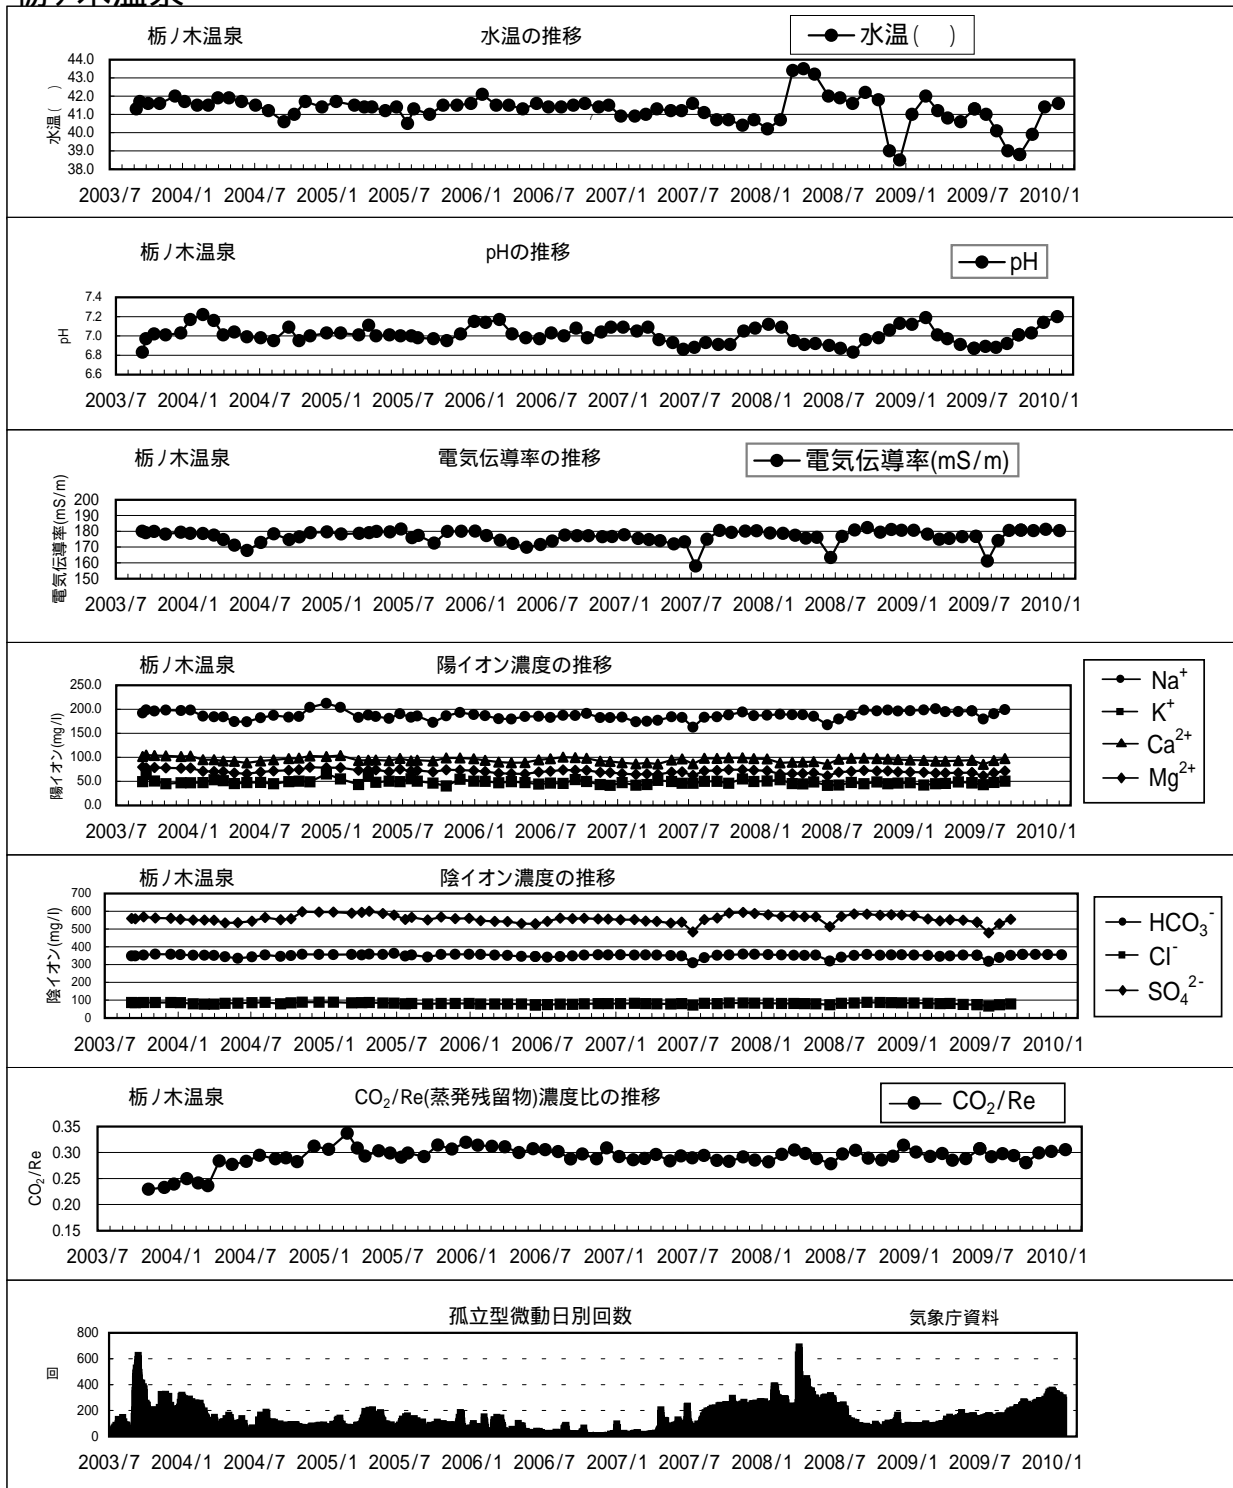 栃ノ木温泉
栃ノ木温泉 水温の推移 水温( )
44.0
43.0
42.0
41.0
40.0
39.0
38.0
水温( )
2003/7 2004/1 2004/7 2005/1 2005/7 2006/1 2006/7 2007/1 2007/7 2008/1 2008/7 2009/1 2009/7 2010/1
栃ノ木温泉 pHの推移 pH
7.4
7.2
7.0
6.8
6.6
pH
2003/7 2004/1 2004/7 2005/1 2005/7 2006/1 2006/7 2007/1 2007/7 2008/1 2008/7 2009/1 2009/7 2010/1
栃ノ木温泉 電気伝導率の推移 電気伝導率(mS/m)
200
190
180
170
160
150
電気伝導率(mS/m)
2003/7 2004/1 2004/7 2005/1 2005/7 2006/1 2006/7 2007/1 2007/7 2008/1 2008/7 2009/1 2009/7 2010/1
栃ノ木温泉 陽イオン濃度の推移
250.0
200.0
150.0
100.0
50.0
0.0
陽イオン(mg/l)
Na⁺
K⁺
Ca²⁺
Mg²⁺
2003/7 2004/1 2004/7 2005/1 2005/7 2006/1 2006/7 2007/1 2007/7 2008/1 2008/7 2009/1 2009/7 2010/1
栃ノ木温泉 陰イオン濃度の推移
700
600
500
400
300
200
100
0
陰イオン(mg/l)
HCO₃⁻
Cl⁻
SO₄²⁻
2003/7 2004/1 2004/7 2005/1 2005/7 2006/1 2006/7 2007/1 2007/7 2008/1 2008/7 2009/1 2009/7 2010/1
栃ノ木温泉 CO₂/Re(蒸発残留物)濃度比の推移 CO₂/Re
0.35
0.30
0.25
0.20
0.15
CO₂/Re
2003/7 2004/1 2004/7 2005/1 2005/7 2006/1 2006/7 2007/1 2007/7 2008/1 2008/7 2009/1 2009/7 2010/1
孤立型微動日別回数 気象庁資料
800
600
400
200
0
回
2003/7 2004/1 2004/7 2005/1 2005/7 2006/1 2006/7 2007/1 2007/7 2008/1 2008/7 2009/1 2009/7 2010/1